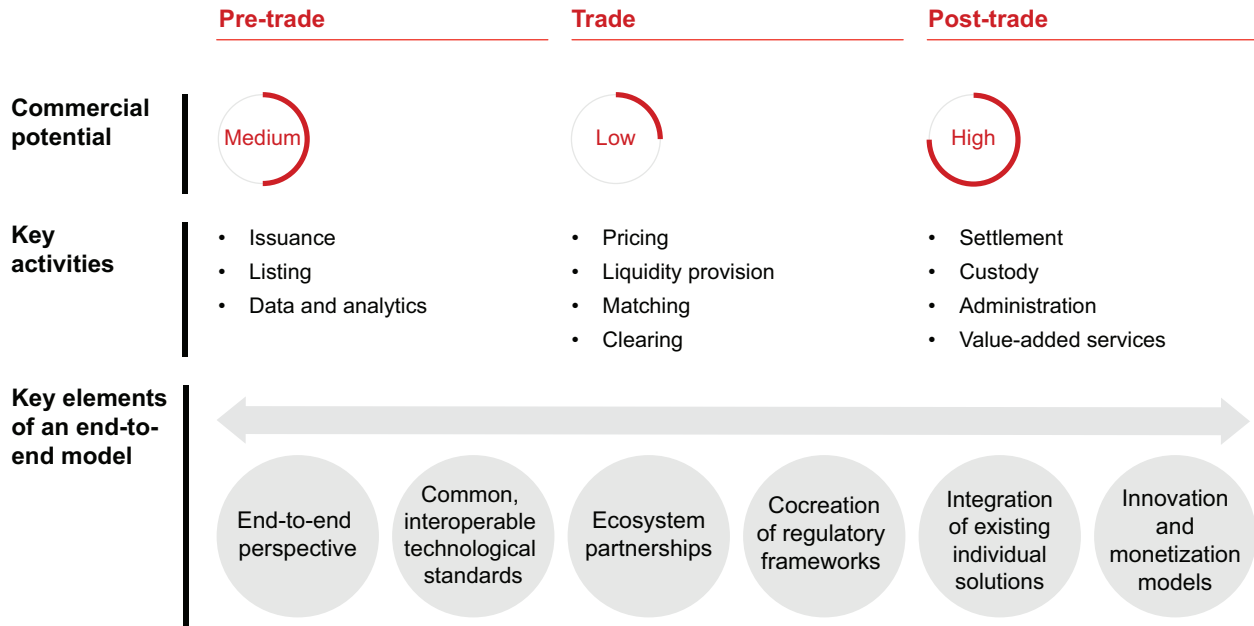 Pre-trade
Trade
Post-trade
Commercial
potential
Medium
Low
High
Key
activities
• Issuance
• Listing
• Data and analytics
• Pricing
• Liquidity provision
• Matching
• Clearing
• Settlement
• Custody
• Administration
• Value-added services
Key elements
of an end-to-
end model
End-to-end
perspective
Common,
interoperable
technological
standards
Ecosystem
partnerships
Cocreation
of regulatory
frameworks
Integration
of existing
individual
solutions
Innovation
and
monetization
models